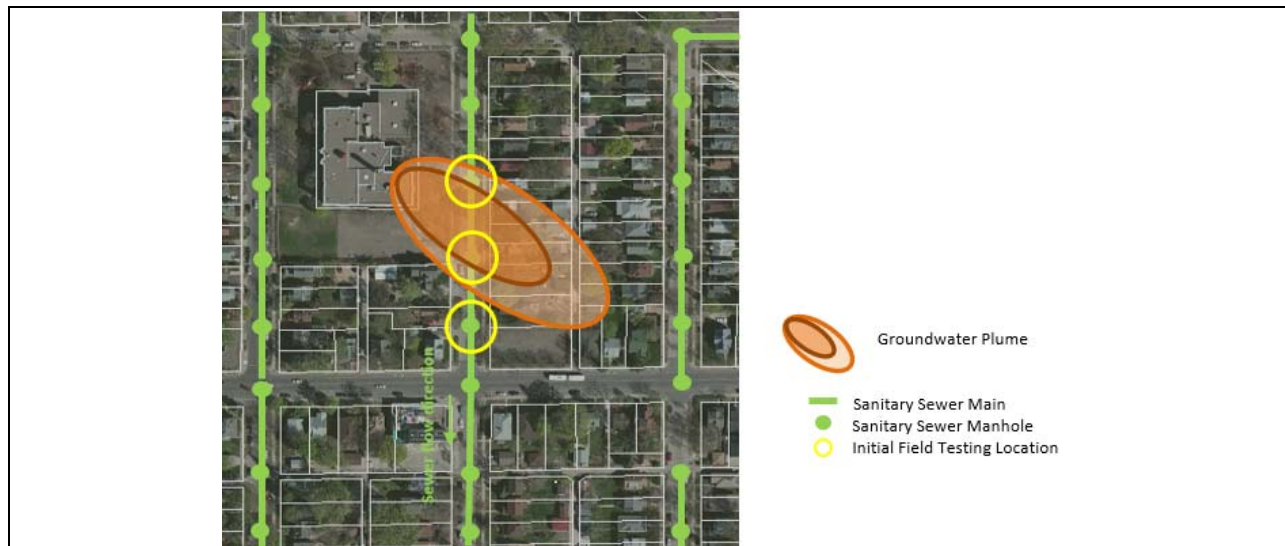 Sewer flow direction
Groundwater Plume
Sanitary Sewer Main
Sanitary Sewer Manhole
Initial Field Testing Location